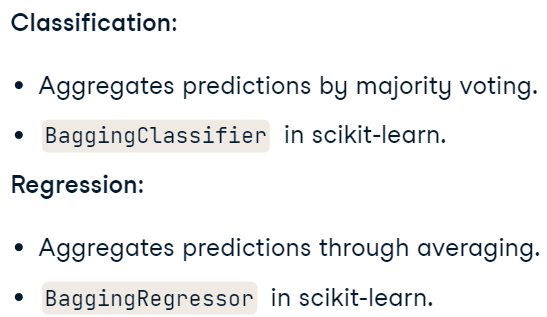 Classification:
• Aggregates predictions by majority voting.
• BaggingClassifier in scikit-learn.
Regression:
• Aggregates predictions through averaging.
• BaggingRegressor in scikit-learn.